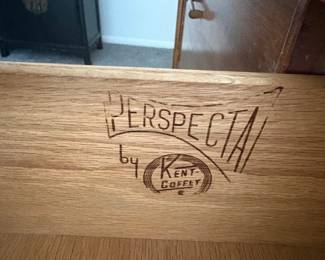 PERSPECTA
by
KENT-
COFFEY